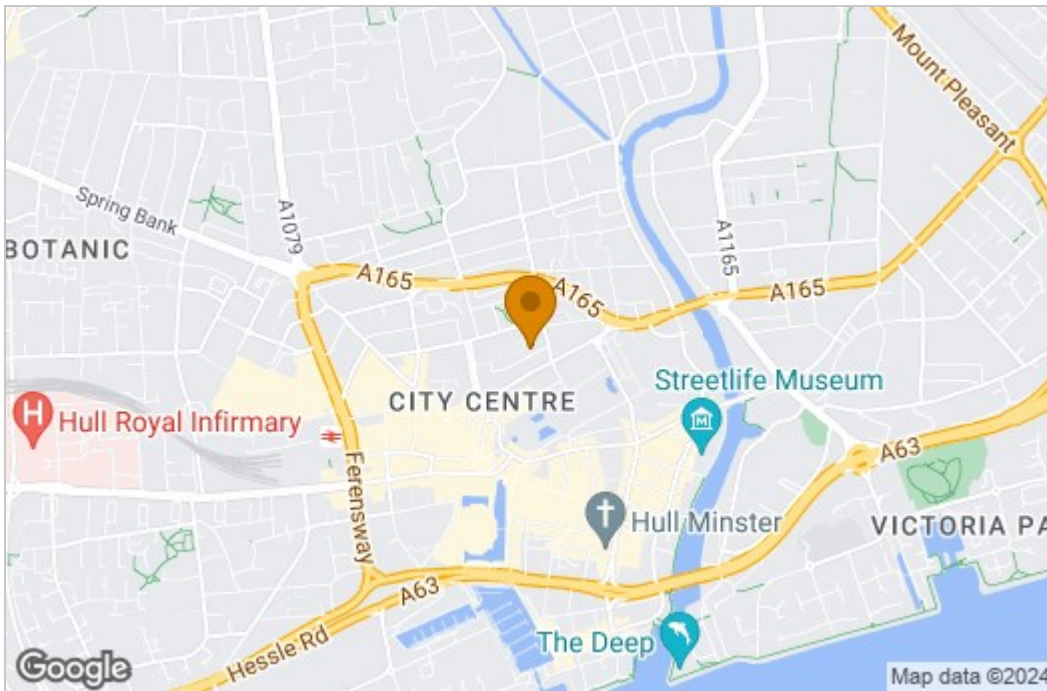 Mount Pleasant
Spring Bank
A1079
A1165
BOTANIC
A165
A165
A165
CITY CENTRE
Streetlife Museum
H
Hull Royal Infirmary
M
A63
Ferensway
Hull Minster
VICTORIA PA
A63
Hessle Rd
The Deep
Google
Map data ©2024